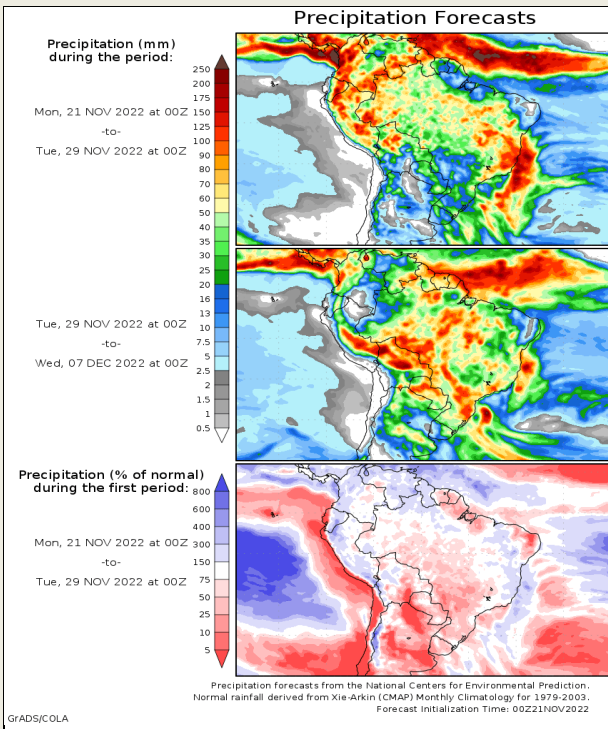 Precipitation Forecasts
Precipitation (mm)
during the period:
Mon, 21 NOV 2022 at 00Z
-to-
Tue, 29 NOV 2022 at 00Z
250
200
175
150
125
100
90
80
70
60
50
40
35
30
25
20
16
13
10
7.5
5
2.5
2
1.5
1
0.5
Tue, 29 NOV 2022 at 00Z
-to-
Wed, 07 DEC 2022 at 00Z
Precipitation (% of normal)
during the first period:
Mon, 21 NOV 2022 at 00Z
-to-
Tue, 29 NOV 2022 at 00Z
800
600
400
300
150
75
50
25
10
5
Precipitation forecasts from the National Centers for Environmental Prediction.
Normal rainfall derived from Xie-Arkin (CMAP) Monthly Climatology for 1979-2003.
Forecast Initialization Time: 00Z21NOV2022
GrADS/COLA